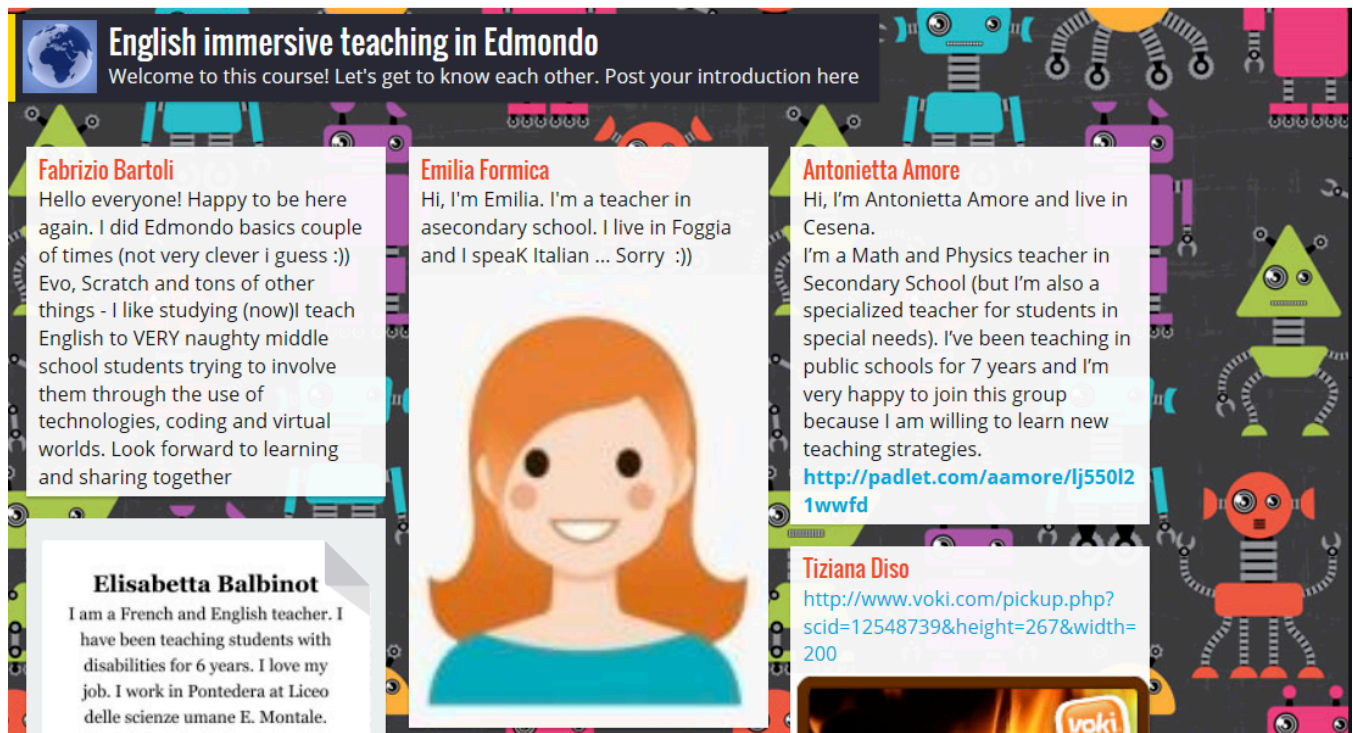 English immersive teaching in Edmondo
Welcome to this course! Let's get to know each other. Post your introduction here
Fabrizio Bartoli
Hello everyone! Happy to be here
again. I did Edmondo basics couple
of times (not very clever i guess :))
Evo, Scratch and tons of other
things - I like studying (now)I teach
English to VERY naughty middle
school students trying to involve
them through the use of
technologies, coding and virtual
worlds. Look forward to learning
and sharing together
Elisabetta Balbinot
I am a French and English teacher. I
have been teaching students with
disabilities for 6 years. I love my
job. I work in Pontedera at Liceo
delle scienze umane E. Montale.
Emilia Formica
Hi, I'm Emilia. I'm a teacher in
asecondary school. I live in Foggia
and I speaK Italian ... Sorry  :))
Antonietta Amore
Hi, I’m Antonietta Amore and live in
Cesena.
I’m a Math and Physics teacher in
Secondary School (but I’m also a
specialized teacher for students in
special needs). I’ve been teaching in
public schools for 7 years and I’m
very happy to join this group
because I am willing to learn new
teaching strategies.
http://padlet.com/aamore/lj550l2
1wwfd
Tiziana Diso
http://www.voki.com/pickup.php?
scid=12548739&height=267&width=
200
voki